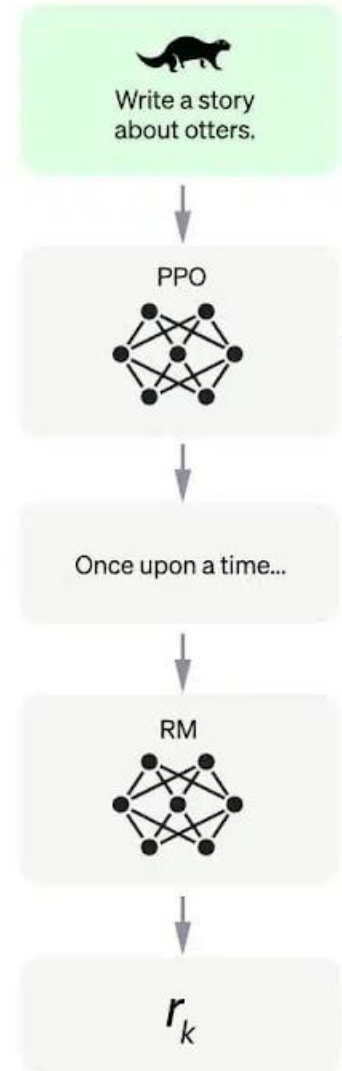 Write a story
about otters.
PPO
Once upon a time...
RM
r_k